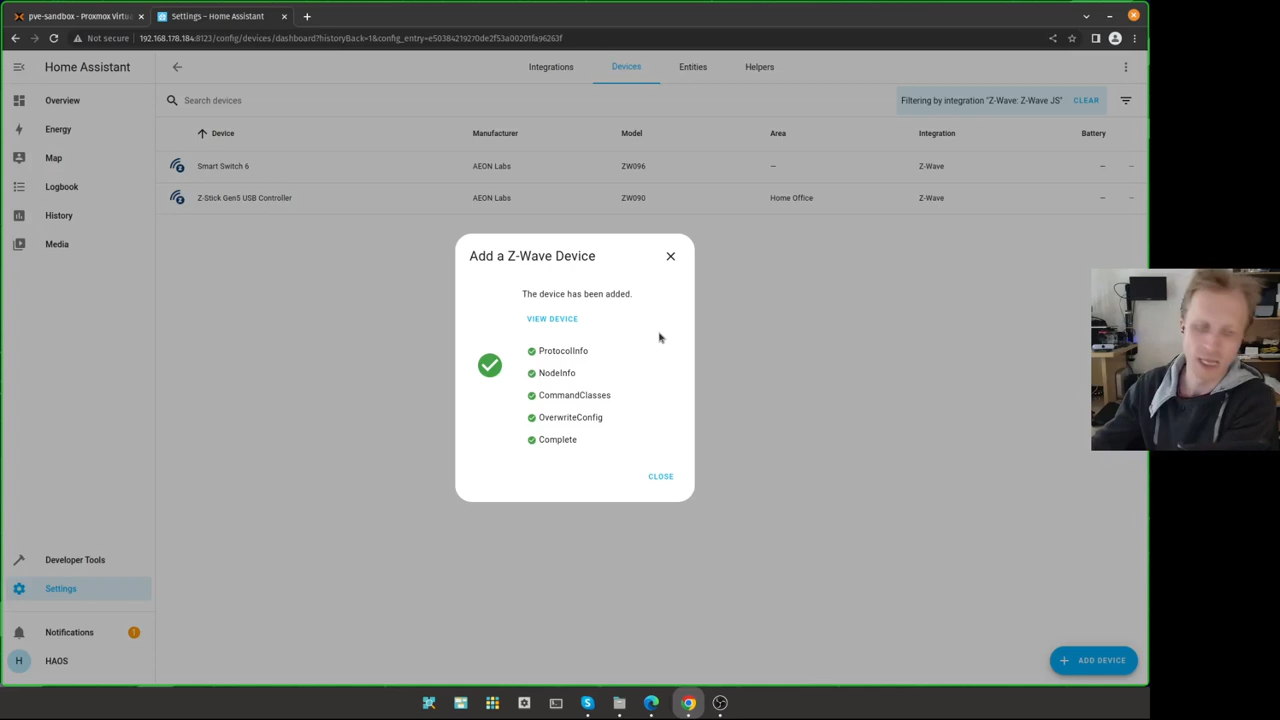 pve-sandbox - Proxmox Virtu
Settings – Home Assistant
Not secure
192.168.178.184:8123/config/devices/dashboard?historyBack=1&config_entry=e50384219270de2f53a00201fa96263f
Home Assistant
Integrations
Devices
Entities
Helpers
Overview
Search devices
Filtering by integration "Z-Wave: Z-Wave JS"
CLEAR
Energy
Device
Manufacturer
Model
Area
Integration
Battery
Map
Smart Switch 6
AEON Labs
ZW096
—
Z-Wave
—
Logbook
Z-Stick Gen5 USB Controller
AEON Labs
ZW090
Home Office
Z-Wave
—
History
Media
Add a Z-Wave Device
The device has been added.
VIEW DEVICE
ProtocolInfo
NodeInfo
CommandClasses
OverwriteConfig
Complete
CLOSE
Developer Tools
Settings
Notifications
1
H
HAOS
ADD DEVICE